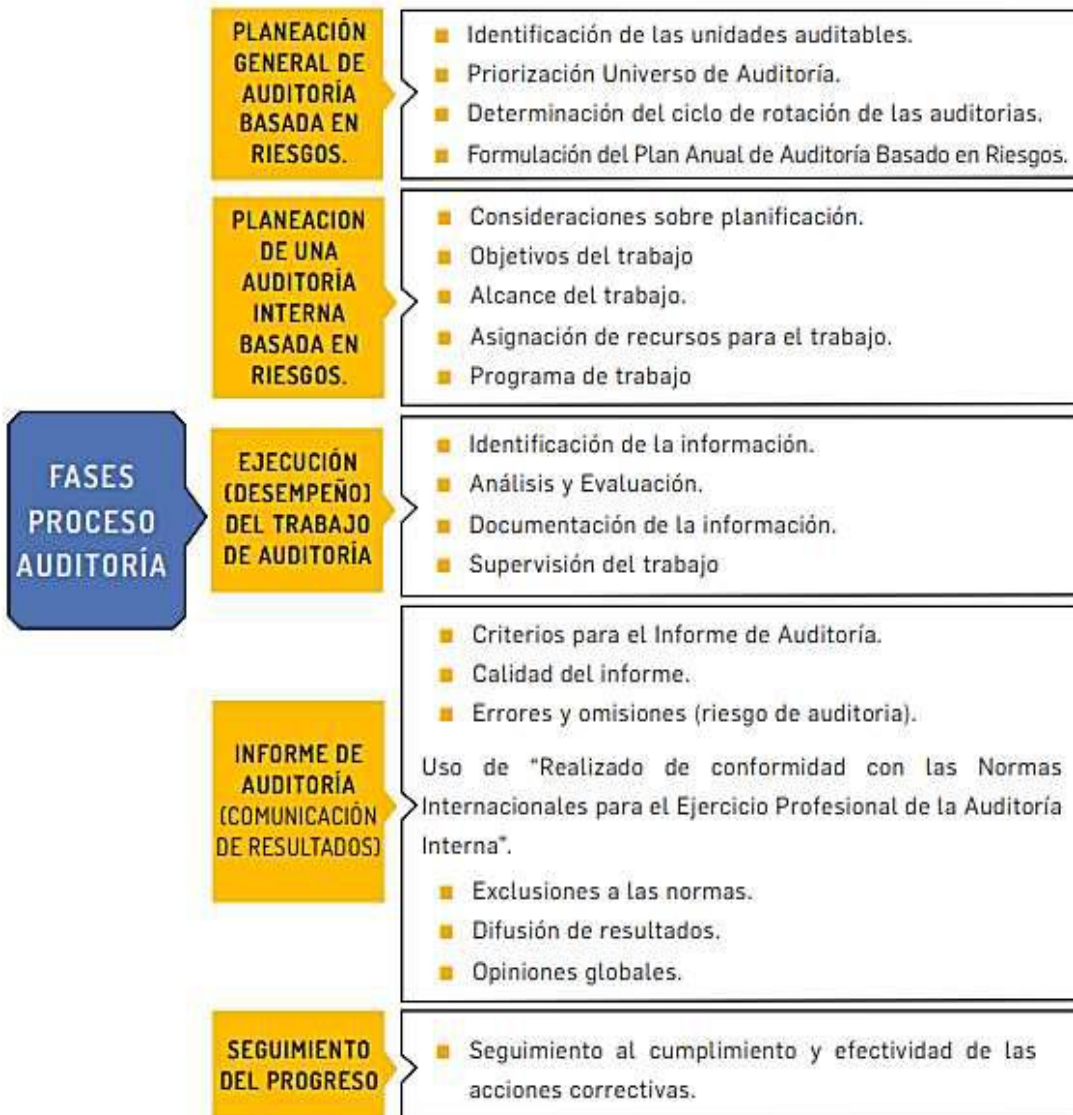 FASES
PROCESO
AUDITORÍA
PLANEACIÓN
GENERAL DE
AUDITORÍA
BASADA EN
RIESGOS.
Identificación de las unidades auditables.
Priorización Universo de Auditoría.
Determinación del ciclo de rotación de las auditorias.
Formulación del Plan Anual de Auditoría Basado en Riesgos.
PLANEACION
DE UNA
AUDITORÍA
INTERNA
BASADA EN
RIESGOS.
Consideraciones sobre planificación.
Objetivos del trabajo
Alcance del trabajo.
Asignación de recursos para el trabajo.
Programa de trabajo
EJECUCIÓN
(DESEMPEÑO)
DEL TRABAJO
DE AUDITORÍA
Identificación de la información.
Análisis y Evaluación.
Documentación de la información.
Supervisión del trabajo
INFORME DE
AUDITORÍA
(COMUNICACIÓN
DE RESULTADOS)
Criterios para el Informe de Auditoría.
Calidad del informe.
Errores y omisiones (riesgo de auditoria).
Uso de "Realizado de conformidad con las Normas
Internacionales para el Ejercicio Profesional de la Auditoría
Interna".
Exclusiones a las normas.
Difusión de resultados.
Opiniones globales.
SEGUIMIENTO
DEL PROGRESO
Seguimiento al cumplimiento y efectividad de las
acciones correctivas.